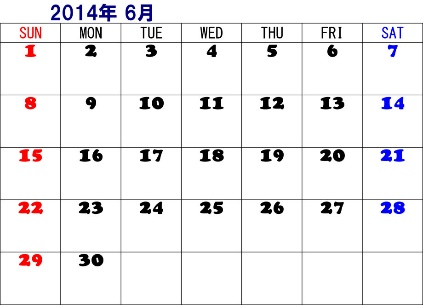 2014年 6月
SUN MON TUE WED THU FRI SAT
1 2 3 4 5 6 7
8 9 10 11 12 13 14
15 16 17 18 19 20 21
22 23 24 25 26 27 28
29 30